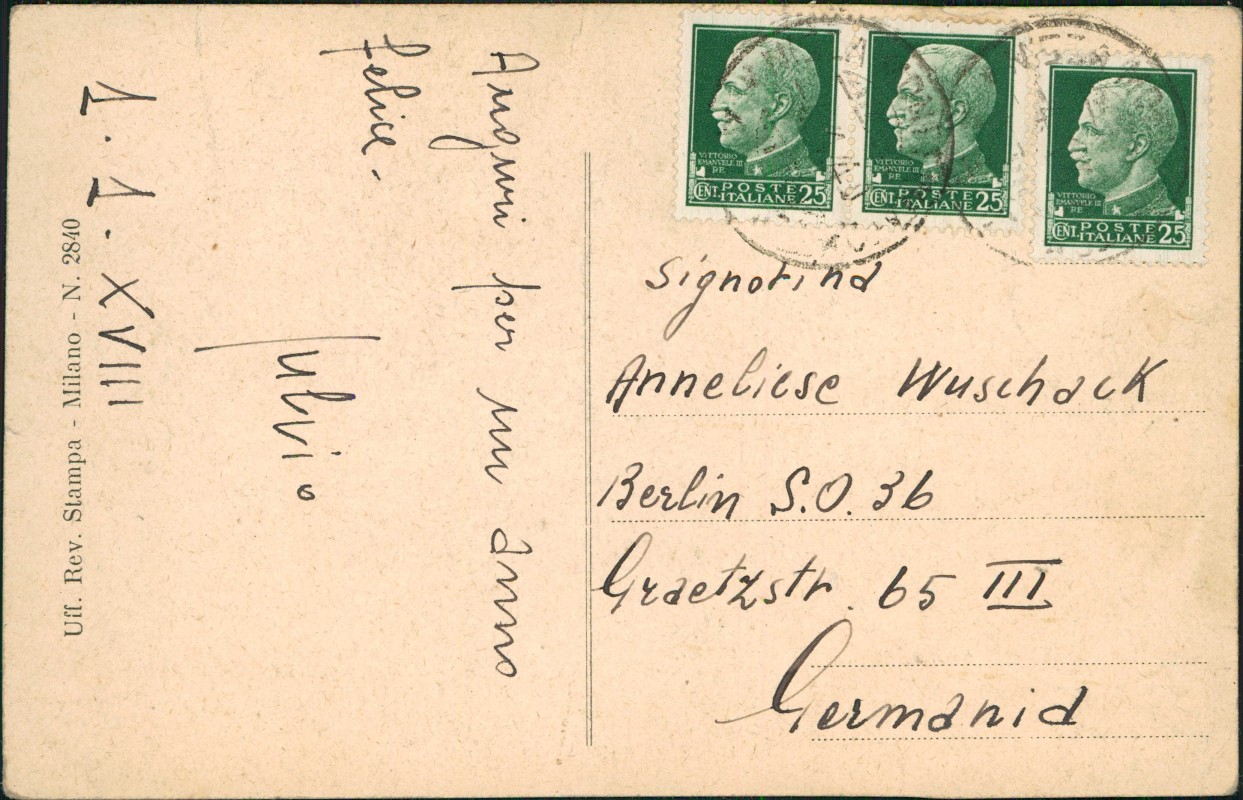 Auguri per un anno
felice.
Tulvio
1. 1. XVIII
Uff. Rev. Stampa - Milano - N. 2840
VITTORIO
EMANUELE III
RE
POSTE
CENT. ITALIANE 25
VITTORIO
EMANUELE III
RE
POSTE
CENT. ITALIANE 25
VITTORIO
EMANUELE III
RE
POSTE
CENT. ITALIANE 25
Signorina
Anneliese Wuschack
Berlin S.O. 36
Graetzstr. 65 III
Germania